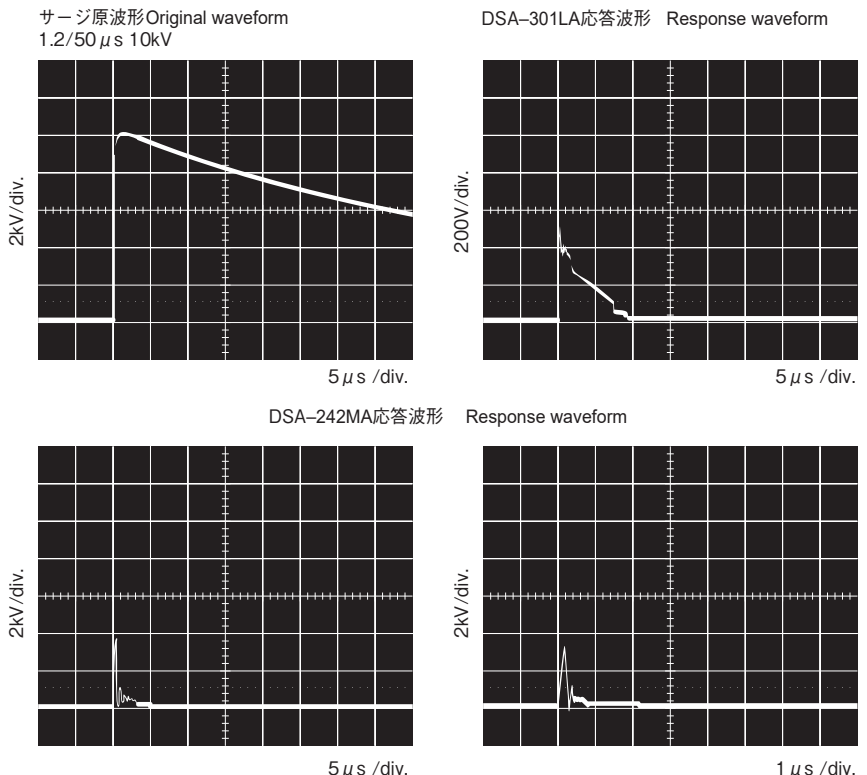 サージ原波形Original waveform
1.2/50μs 10kV
DSA–301LA応答波形 Response waveform
2kV/div.
200V/div.
5μs /div.
5μs /div.
DSA–242MA応答波形 Response waveform
2kV/div.
2kV/div.
5μs /div.
1μs /div.